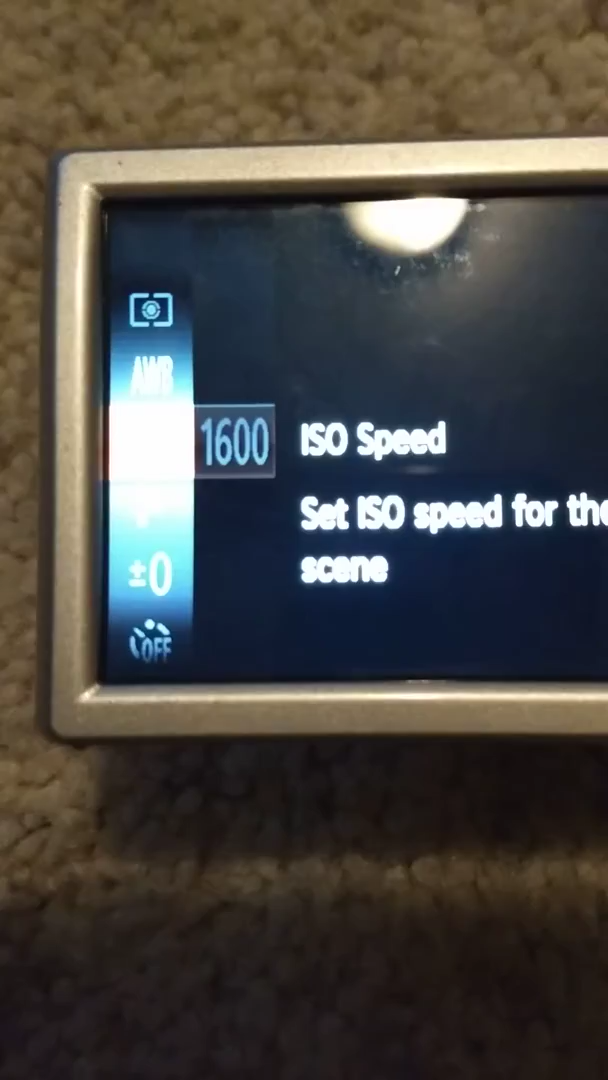 AWB
1600 ISO Speed
Set ISO speed for the
scene
±0
OFF